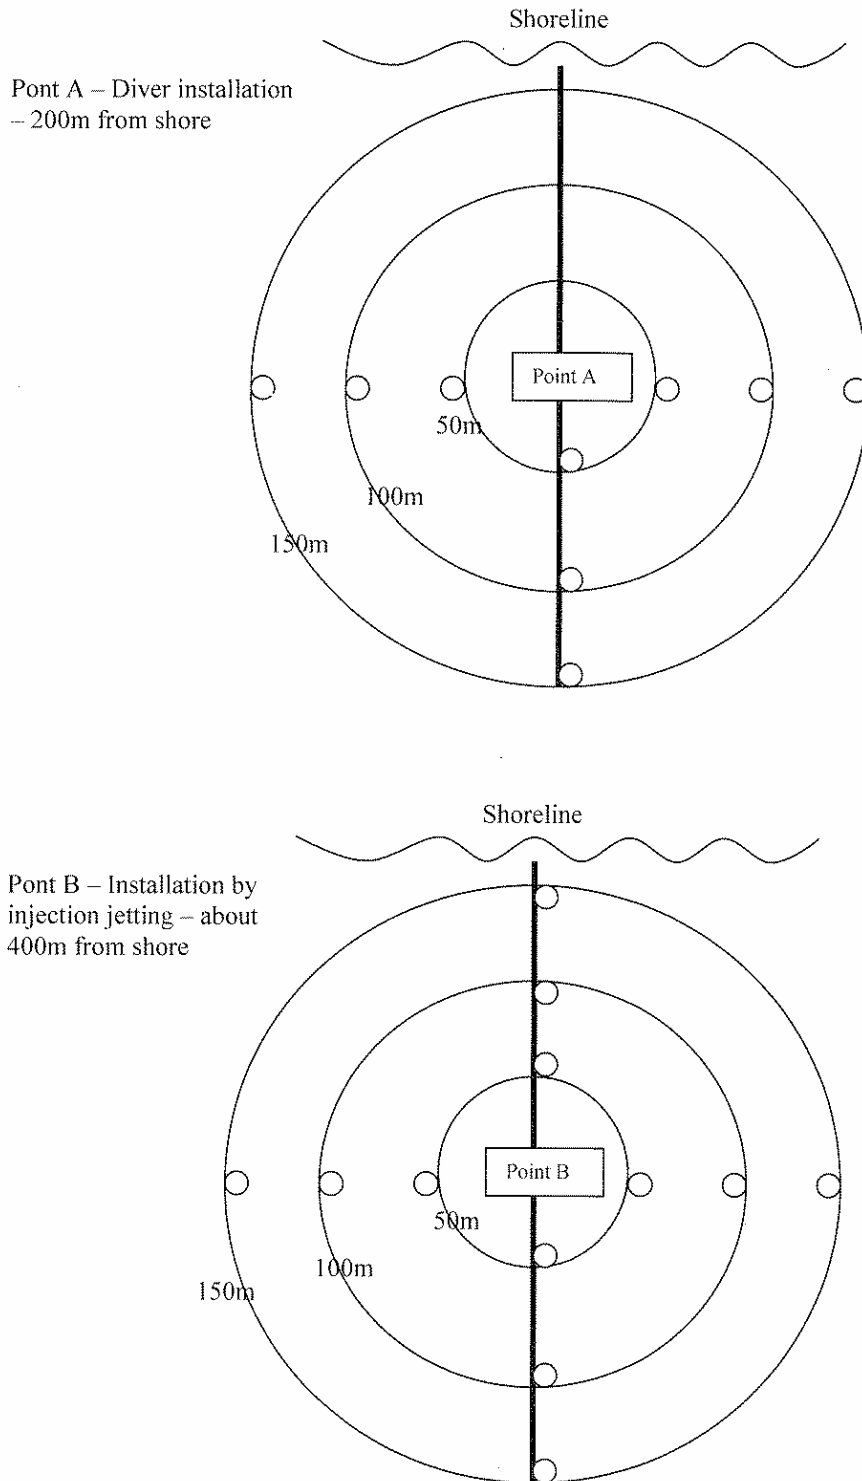 Shoreline
Pont A – Diver installation
– 200m from shore
Point A
50m
100m
150m
Shoreline
Pont B – Installation by
injection jetting – about
400m from shore
Point B
50m
100m
150m